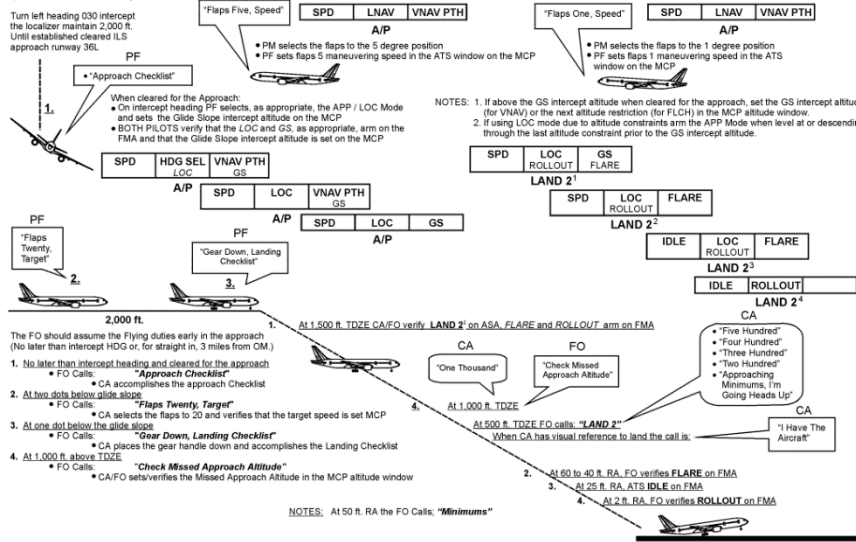 Turn left heading 030 intercept
the localizer maintain 2,000 ft.
Until established cleared ILS
approach runway 36L
PF
• "Approach Checklist"
1.
When cleared for the Approach:
• On intercept heading PF selects, as appropriate, the APP / LOC Mode
and sets the Glide Slope intercept altitude on the MCP
• BOTH PILOTS verify that the LOC and GS, as appropriate, arm on the
FMA and that the Glide Slope intercept altitude is set on the MCP
"Flaps Five, Speed"
SPD LNAV VNAV PTH
A/P
• PM selects the flaps to the 5 degree position
• PF sets flaps 5 maneuvering speed in the ATS
window on the MCP
"Flaps One, Speed"
SPD LNAV VNAV PTH
A/P
• PM selects the flaps to the 1 degree position
• PF sets flaps 1 maneuvering speed in the ATS
window on the MCP
NOTES: 1. If above the GS intercept altitude when cleared for the approach, set the GS intercept
(for VNAV) or the next altitude restriction (for FLCH) in the MCP altitude window.
2. If using LOC mode due to altitude constraints arm the APP Mode when level at or
through the last altitude constraint prior to the GS intercept altitude.
SPD HDG SEL VNAV PTH
LOC GS
A/P
SPD LOC VNAV PTH
GS
A/P
SPD LOC GS
A/P
SPD LOC GS
ROLLOUT FLARE
LAND 2¹
SPD LOC FLARE
ROLLOUT
LAND 2²
IDLE LOC FLARE
ROLLOUT
LAND 2³
IDLE ROLLOUT
LAND 2⁴
PF
"Flaps
Twenty,
Target"
2.
PF
"Gear Down, Landing
Checklist"
3.
2,000 ft.
The FO should assume the Flying duties early in the approach
(No later than intercept HDG or, for straight in, 3 miles from OM.)
1. No later than intercept heading and cleared for the approach
• FO Calls: "Approach Checklist"
• CA accomplishes the approach Checklist
2. At two dots below glide slope
• FO Calls: "Flaps Twenty, Target"
• CA selects the flaps to 20 and verifies that the target speed is set MCP
3. At one dot below the glide slope
• FO Calls: "Gear Down, Landing Checklist"
• CA places the gear handle down and accomplishes the Landing Checklist
4. At 1,000 ft. above TDZE
• FO Calls: "Check Missed Approach Altitude"
• CA/FO sets/verifies the Missed Approach Altitude in the MCP altitude window
NOTES: At 50 ft. RA the FO Calls; "Minimums"
1. At 1,500 ft. TDZE CA/FO verify LAND 2¹ on ASA, FLARE and ROLLOUT arm on FMA
CA
"One Thousand"
FO
"Check Missed
Approach Altitude"
4. At 1,000 ft. TDZE
CA
• "Five Hundred"
• "Four Hundred"
• "Three Hundred"
• "Two Hundred"
• "Approaching
Minimums, I'm
Going Heads Up"
At 500 ft. TDZE FO calls; "LAND 2"
When CA has visual reference to land the call is:
CA
"I Have The
Aircraft"
2. At 60 to 40 ft. RA, FO verifies FLARE on FMA
3. At 25 ft. RA, ATS IDLE on FMA
4. At 2 ft. RA, FO verifies ROLLOUT on FMA